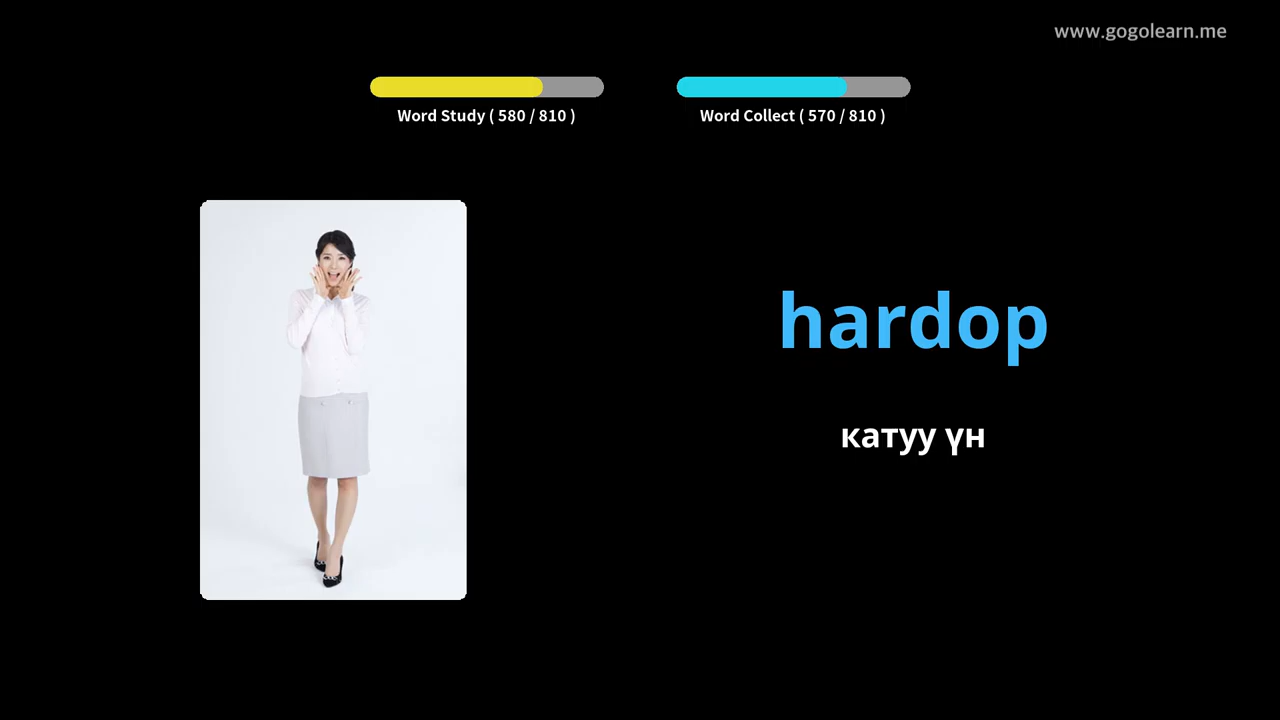 www.gogolearn.me
Word Study ( 580 / 810 )
Word Collect ( 570 / 810 )
hardop
катуу үн